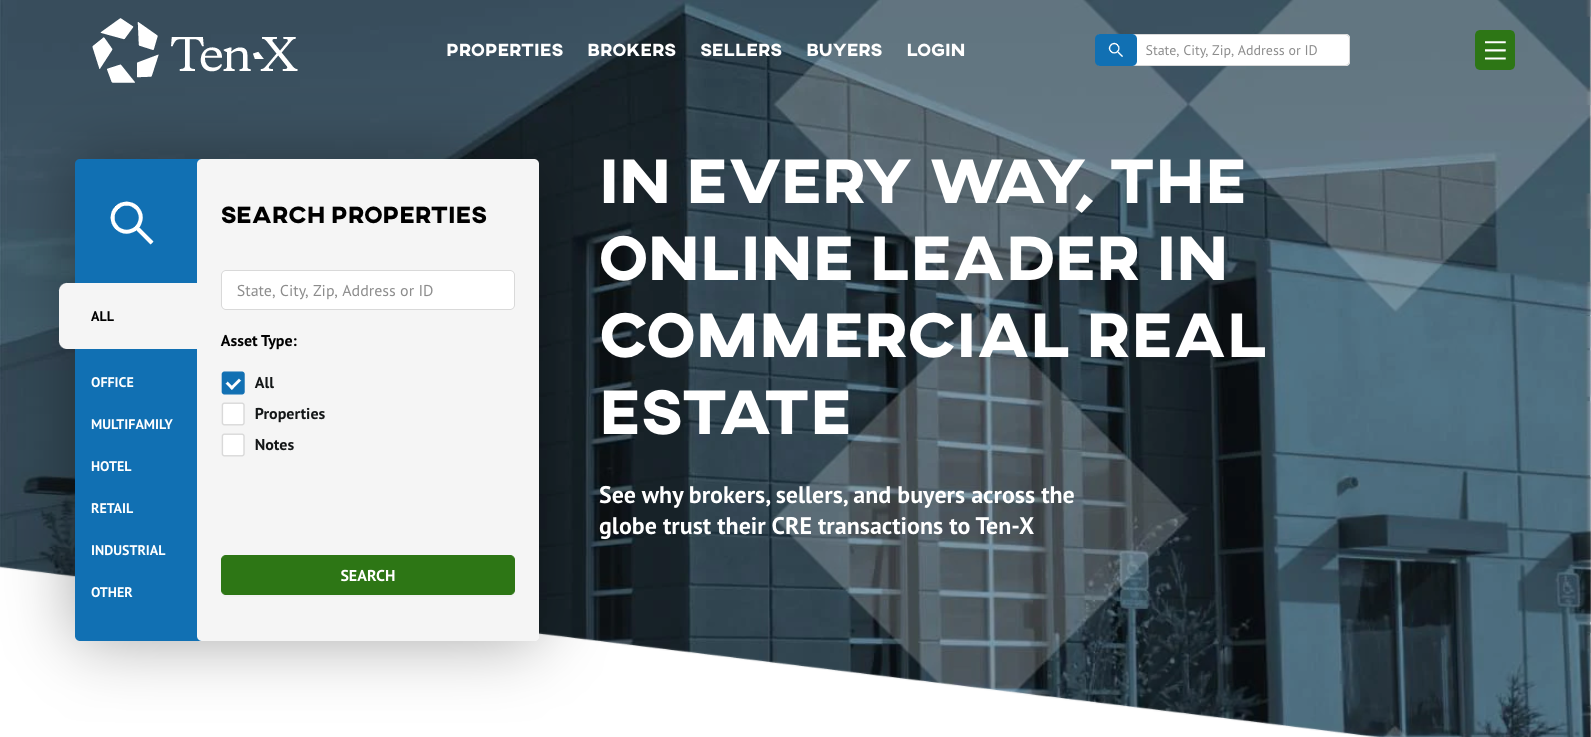 Ten-X
PROPERTIES BROKERS SELLERS BUYERS LOGIN
State, City, Zip, Address or ID
SEARCH PROPERTIES
State, City, Zip, Address or ID
ALL
OFFICE
MULTIFAMILY
HOTEL
RETAIL
INDUSTRIAL
OTHER
Asset Type:
All
Properties
Notes
SEARCH
IN EVERY WAY, THE
ONLINE LEADER IN
COMMERCIAL REAL
ESTATE
See why brokers, sellers, and buyers across the
globe trust their CRE transactions to Ten-X